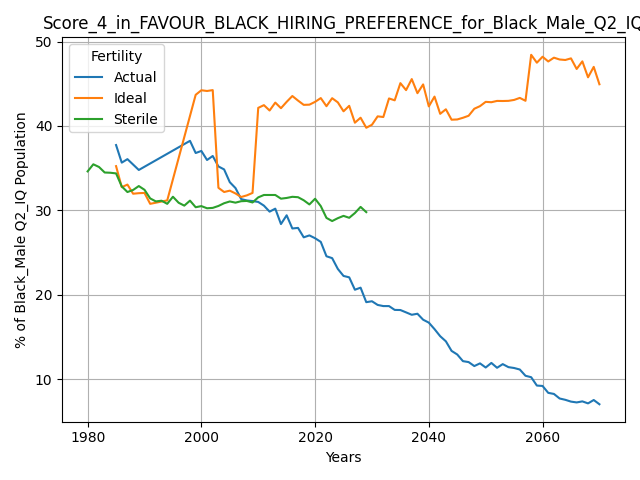 Score_4_in_FAVOUR_BLACK_HIRING_PREFERENCE_for_Black_Male_Q2_IQ
50
40
30
20
10
% of Black_Male Q2_IQ Population
Fertility
Actual
Ideal
Sterile
1980
2000
2020
2040
2060
Years